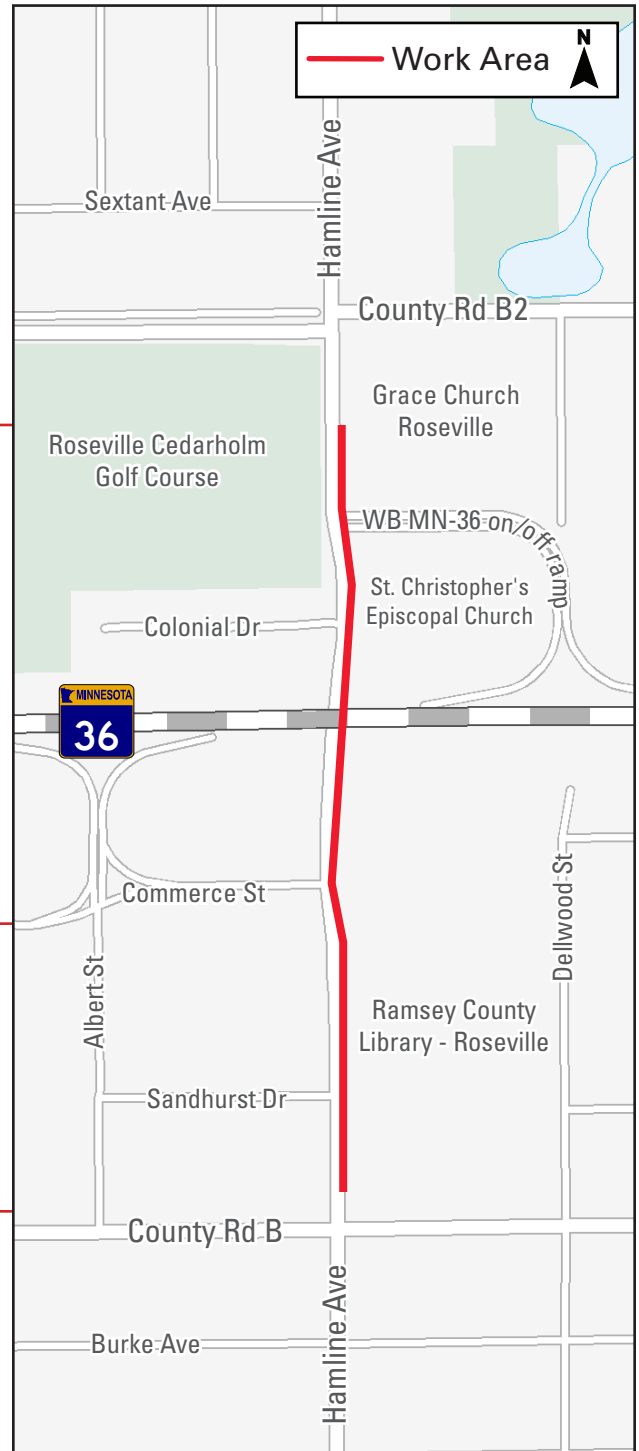 Work Area
N
Sextant Ave
Hamline Ave
County Rd B2
Grace Church
Roseville
Roseville Cedarholm
Golf Course
WB MN-36 on/off-ramp
St. Christopher's
Episcopal Church
Colonial Dr
MINNESOTA
36
Commerce St
Dellwood St
Albert St
Ramsey County
Library - Roseville
Sandhurst Dr
County Rd B
Hamline Ave
Burke Ave